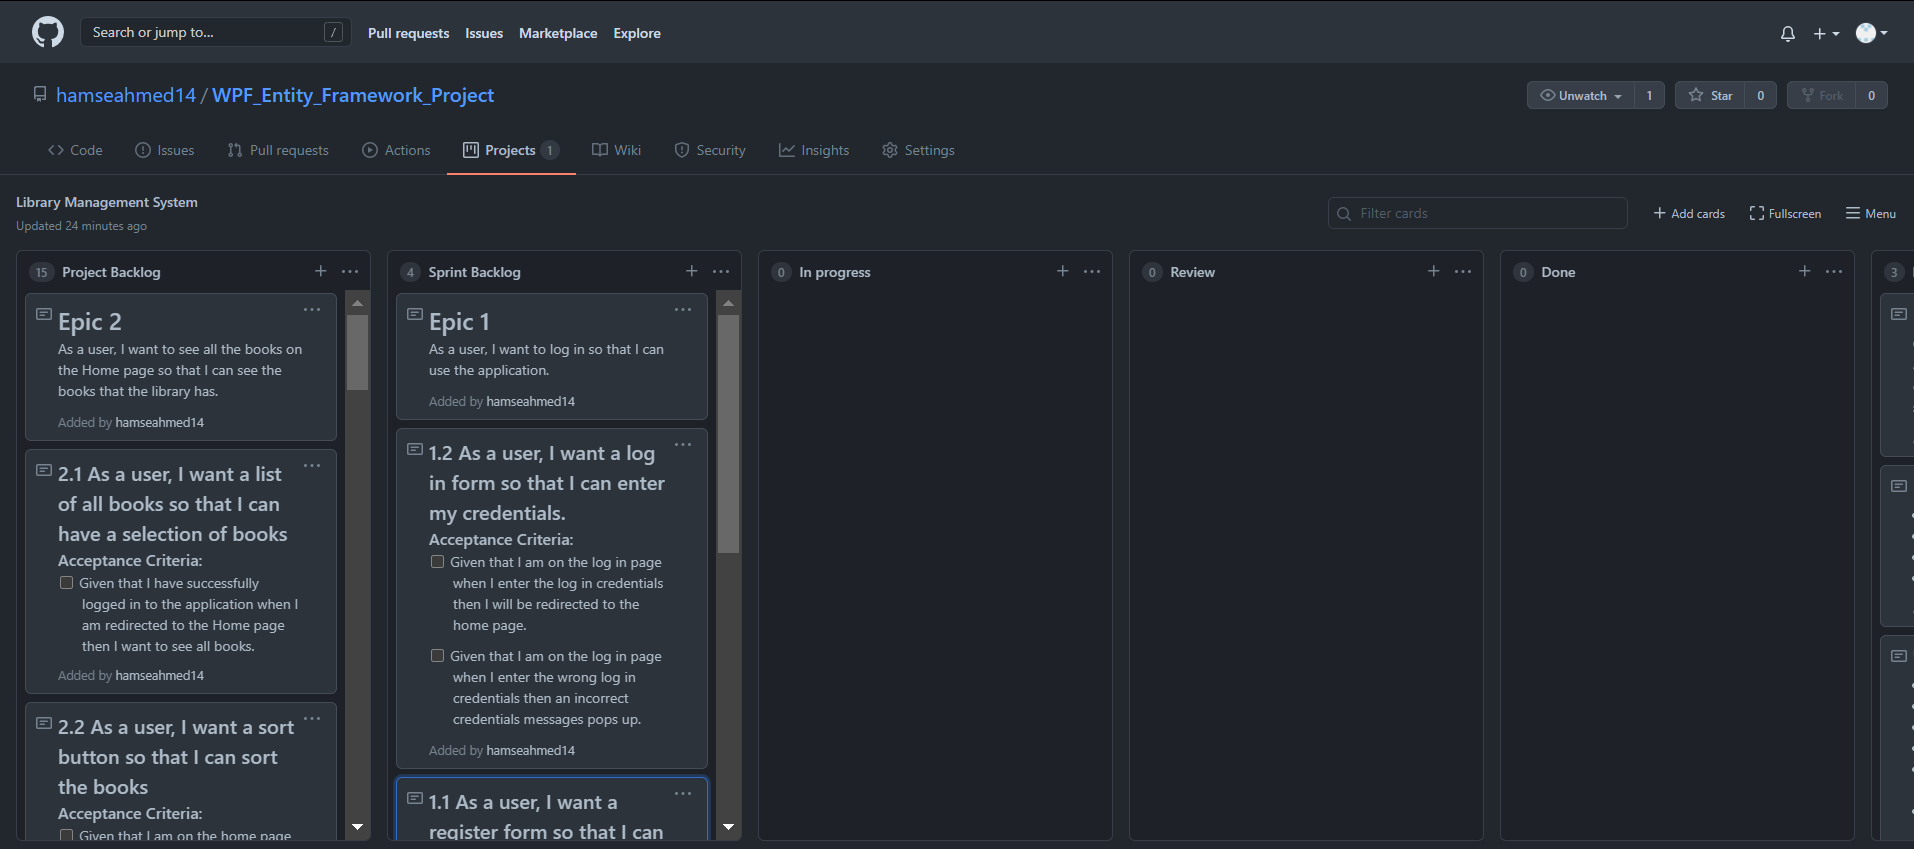 Search or jump to... /
Pull requests Issues Marketplace Explore
hamseahmed14 / WPF_Entity_Framework_Project
Unwatch 1 Star 0 Fork 0
Code Issues Pull requests Actions Projects 1 Wiki Security Insights Settings
Library Management System
Updated 24 minutes ago
Filter cards
Add cards Fullscreen Menu
15 Project Backlog
Epic 2
As a user, I want to see all the books on
the Home page so that I can see the
books that the library has.
Added by hamseahmed14
2.1 As a user, I want a list
of all books so that I can
have a selection of books
Acceptance Criteria:
Given that I have successfully
logged in to the application when I
am redirected to the Home page
then I want to see all books.
Added by hamseahmed14
2.2 As a user, I want a sort
button so that I can sort
the books
Acceptance Criteria:
Given that I am on the home page
4 Sprint Backlog
Epic 1
As a user, I want to log in so that I can
use the application.
Added by hamseahmed14
1.2 As a user, I want a log
in form so that I can enter
my credentials.
Acceptance Criteria:
Given that I am on the log in page
when I enter the log in credentials
then I will be redirected to the
home page.
Given that I am on the log in page
when I enter the wrong log in
credentials then an incorrect
credentials messages pops up.
Added by hamseahmed14
1.1 As a user, I want a
register form so that I can
0 In progress
0 Review
0 Done
3